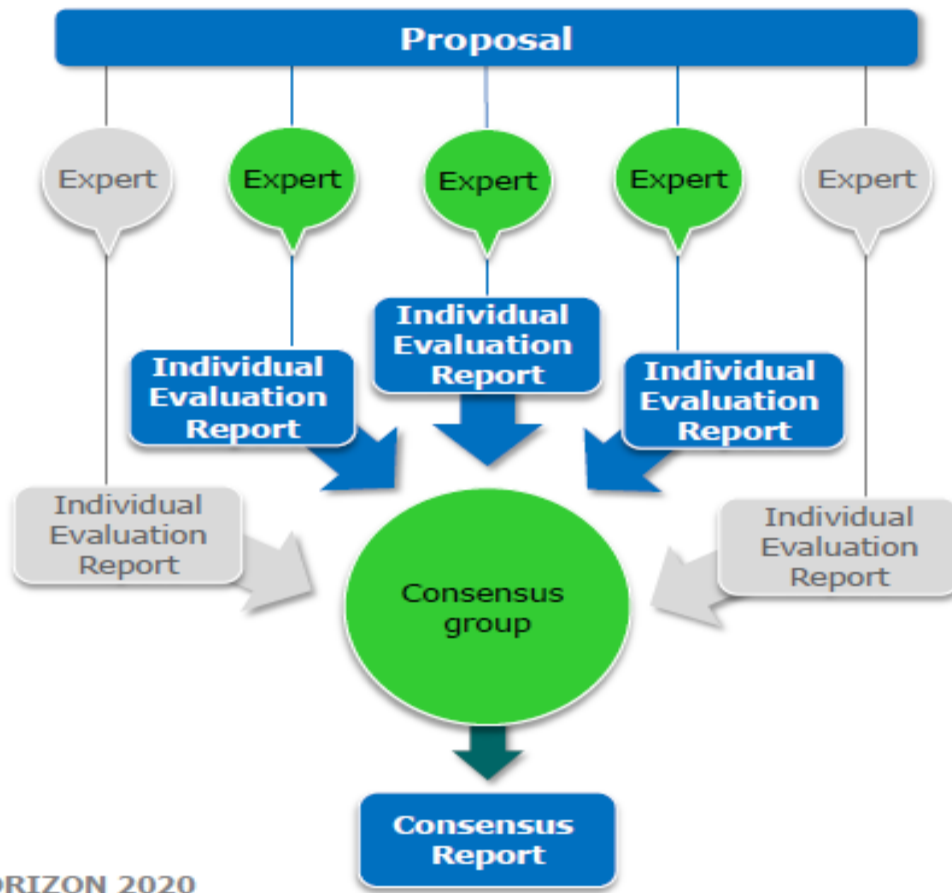 Proposal
Expert
Expert
Expert
Expert
Expert
Individual
Evaluation
Report
Individual
Evaluation
Report
Individual
Evaluation
Report
Individual
Evaluation
Report
Individual
Evaluation
Report
Consensus
group
Consensus
Report
ORIZON 2020